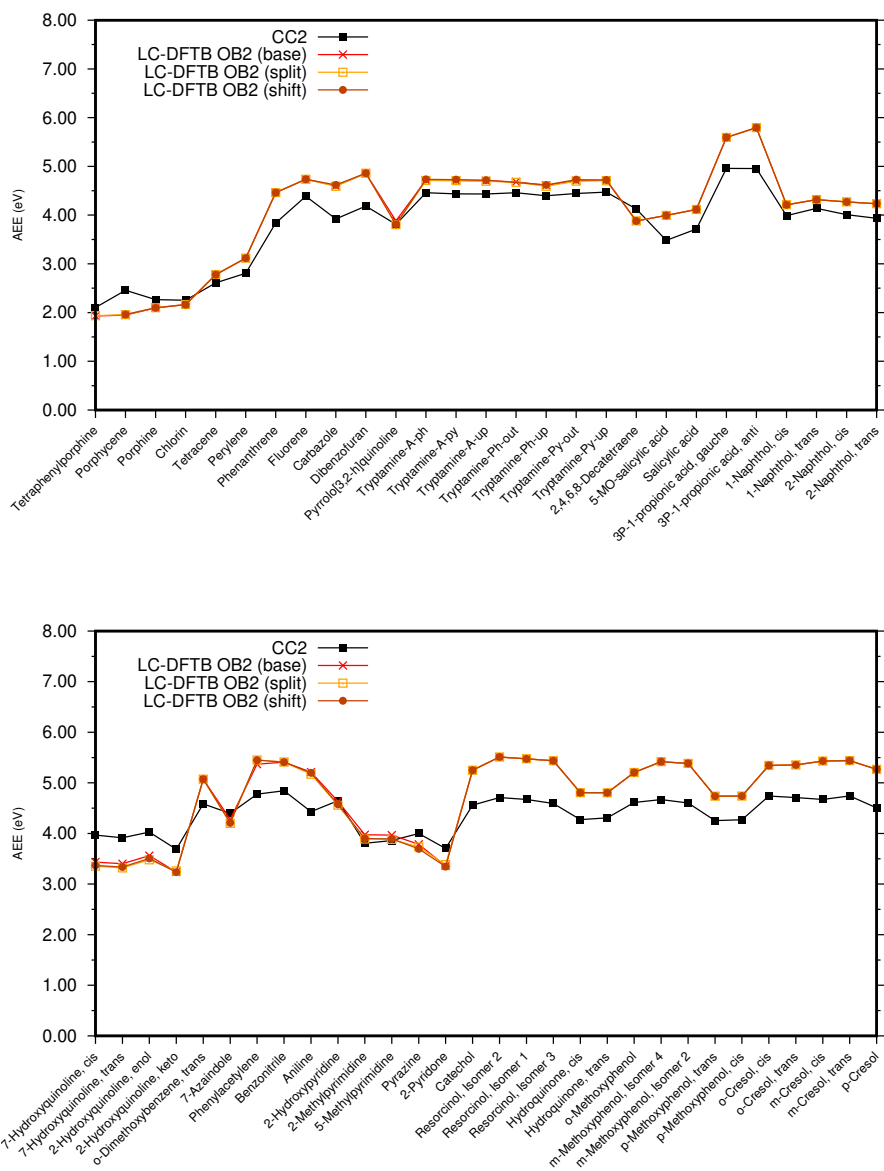 8.00
7.00
6.00
5.00
4.00
3.00
2.00
1.00
0.00
AEE (eV)
CC2
LC-DFTB OB2 (base)
LC-DFTB OB2 (split)
LC-DFTB OB2 (shift)
Tetraphenylporphine
Porphycene
Porphine
Chlorin
Tetracene
Perylene
Phenanthrene
Fluorene
Carbazole
Dibenzofuran
Pyrrolo[3,2-h]quinoline
Tryptamine-A-ph
Tryptamine-A-py
Tryptamine-A-up
Tryptamine-Ph-out
Tryptamine-Ph-up
Tryptamine-Py-out
Tryptamine-Py-up
2,4,6,8-Decatetraene
5-MO-salicylic acid
Salicylic acid
3P-1-propionic acid, gauche
3P-1-propionic acid, anti
1-Naphthol, cis
1-Naphthol, trans
2-Naphthol, cis
2-Naphthol, trans
8.00
7.00
6.00
5.00
4.00
3.00
2.00
1.00
0.00
AEE (eV)
CC2
LC-DFTB OB2 (base)
LC-DFTB OB2 (split)
LC-DFTB OB2 (shift)
7-Hydroxyquinoline, cis
7-Hydroxyquinoline, trans
2-Hydroxyquinoline, enol
2-Hydroxyquinoline, keto
o-Dimethoxybenzene, trans
7-Azaindole
Phenylacetylene
Benzonitrile
Aniline
2-Hydroxypyridine
2-Methylpyrimidine
5-Methylpyrimidine
Pyrazine
2-Pyridone
Catechol
Resorcinol, Isomer 2
Resorcinol, Isomer 1
Resorcinol, Isomer 3
Hydroquinone, cis
Hydroquinone, trans
o-Methoxyphenol
m-Methoxyphenol, Isomer 4
m-Methoxyphenol, Isomer 2
p-Methoxyphenol, trans
p-Methoxyphenol, cis
o-Cresol, cis
o-Cresol, trans
m-Cresol, cis
m-Cresol, trans
p-Cresol